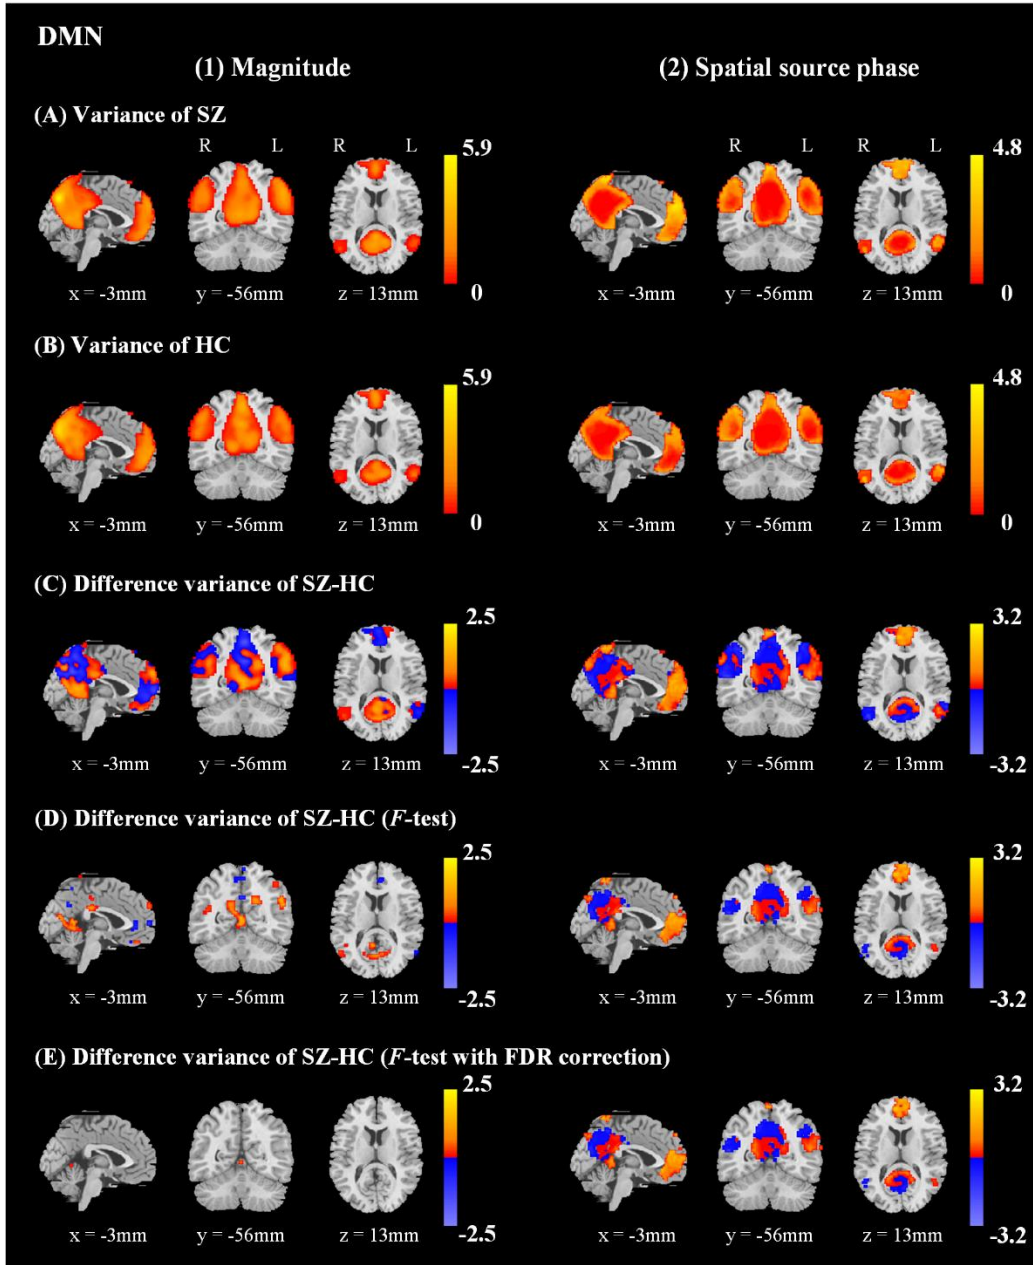 DMN
(1) Magnitude (2) Spatial source phase
(A) Variance of SZ
R L R L 5.9 R L R L 4.8
0 0
x = -3mm y = -56mm z = 13mm x = -3mm y = -56mm z = 13mm
(B) Variance of HC
5.9 4.8
0 0
x = -3mm y = -56mm z = 13mm x = -3mm y = -56mm z = 13mm
(C) Difference variance of SZ-HC
2.5 3.2
-2.5 -3.2
x = -3mm y = -56mm z = 13mm x = -3mm y = -56mm z = 13mm
(D) Difference variance of SZ-HC (F-test)
2.5 3.2
-2.5 -3.2
x = -3mm y = -56mm z = 13mm x = -3mm y = -56mm z = 13mm
(E) Difference variance of SZ-HC (F-test with FDR correction)
2.5 3.2
-2.5 -3.2
x = -3mm y = -56mm z = 13mm x = -3mm y = -56mm z = 13mm